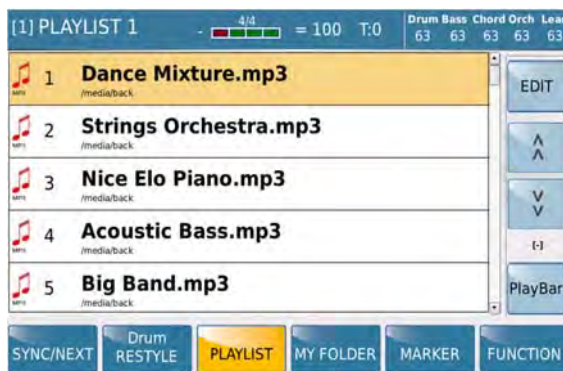 [1] PLAYLIST 1 - 4/4 = 100 T:0 Drum Bass Chord Orch Lead
63 63 63 63 63
1 Dance Mixture.mp3
/media/back
EDIT
2 Strings Orchestra.mp3
/media/back
3 Nice Elo Piano.mp3
/media/back
4 Acoustic Bass.mp3
/media/back
[-]
5 Big Band.mp3
/media/back
PlayBar
SYNC/NEXT Drum RESTYLE PLAYLIST MY FOLDER MARKER FUNCTION